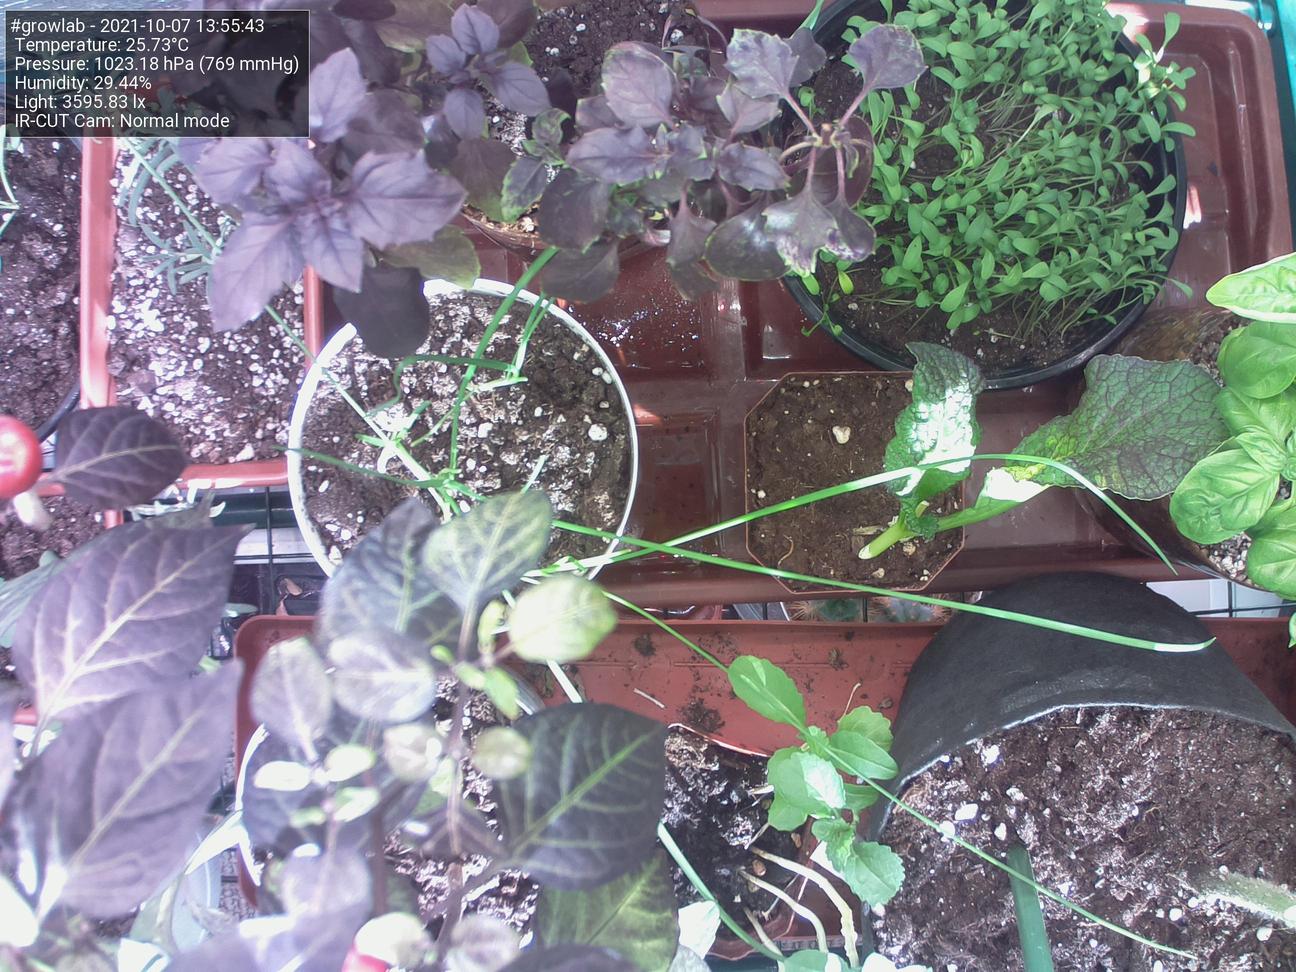 #growlab - 2021-10-07 13:55:43
Temperature: 25.73°C
Pressure: 1023.18 hPa (769 mmHg)
Humidity: 29.44%
Light: 3595.83 lx
IR-CUT Cam: Normal mode